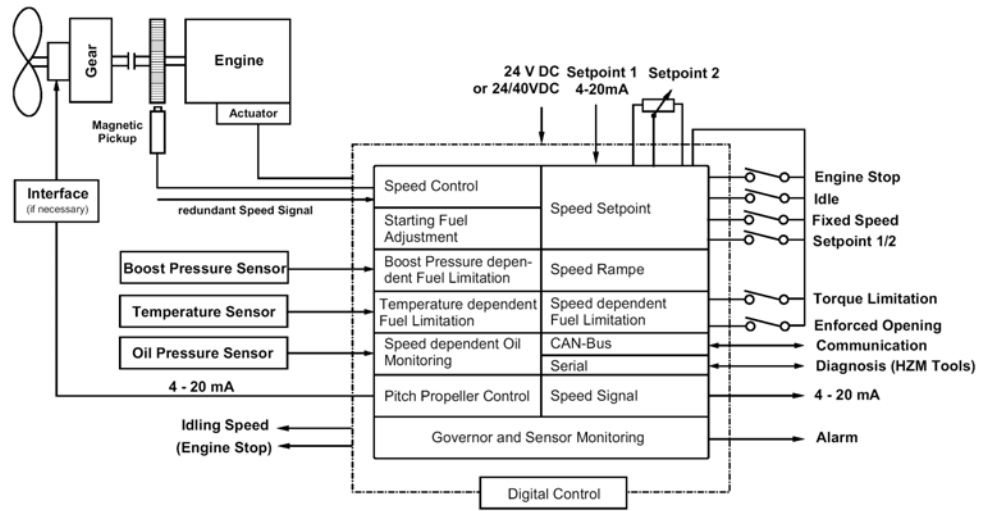 Gear
Engine
Actuator
Magnetic
Pickup
24 V DC
or 24/40VDC
Setpoint 1
4-20mA
Setpoint 2
Interface
(if necessary)
redundant Speed Signal
Speed Control
Speed Setpoint
Starting Fuel
Adjustment
Engine Stop
Idle
Fixed Speed
Setpoint 1/2
Boost Pressure Sensor
Boost Pressure depen-
dent Fuel Limitation
Speed Rampe
Temperature Sensor
Temperature dependent
Fuel Limitation
Speed dependent
Fuel Limitation
Torque Limitation
Enforced Opening
Oil Pressure Sensor
Speed dependent Oil
Monitoring
CAN-Bus
Serial
Communication
Diagnosis (HZM Tools)
4 - 20 mA
Pitch Propeller Control
Speed Signal
4 - 20 mA
Idling Speed
(Engine Stop)
Governor and Sensor Monitoring
Alarm
Digital Control